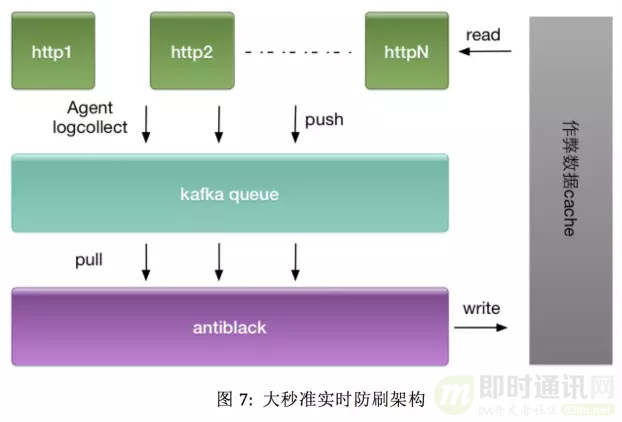 http1
http2
httpN
read
Agent
logcollect
push
kafka queue
作弊数据cache
pull
antiblack
write
图 7: 大秒准实时防刷架构
即时通讯网
IM开发者社区 52im.net